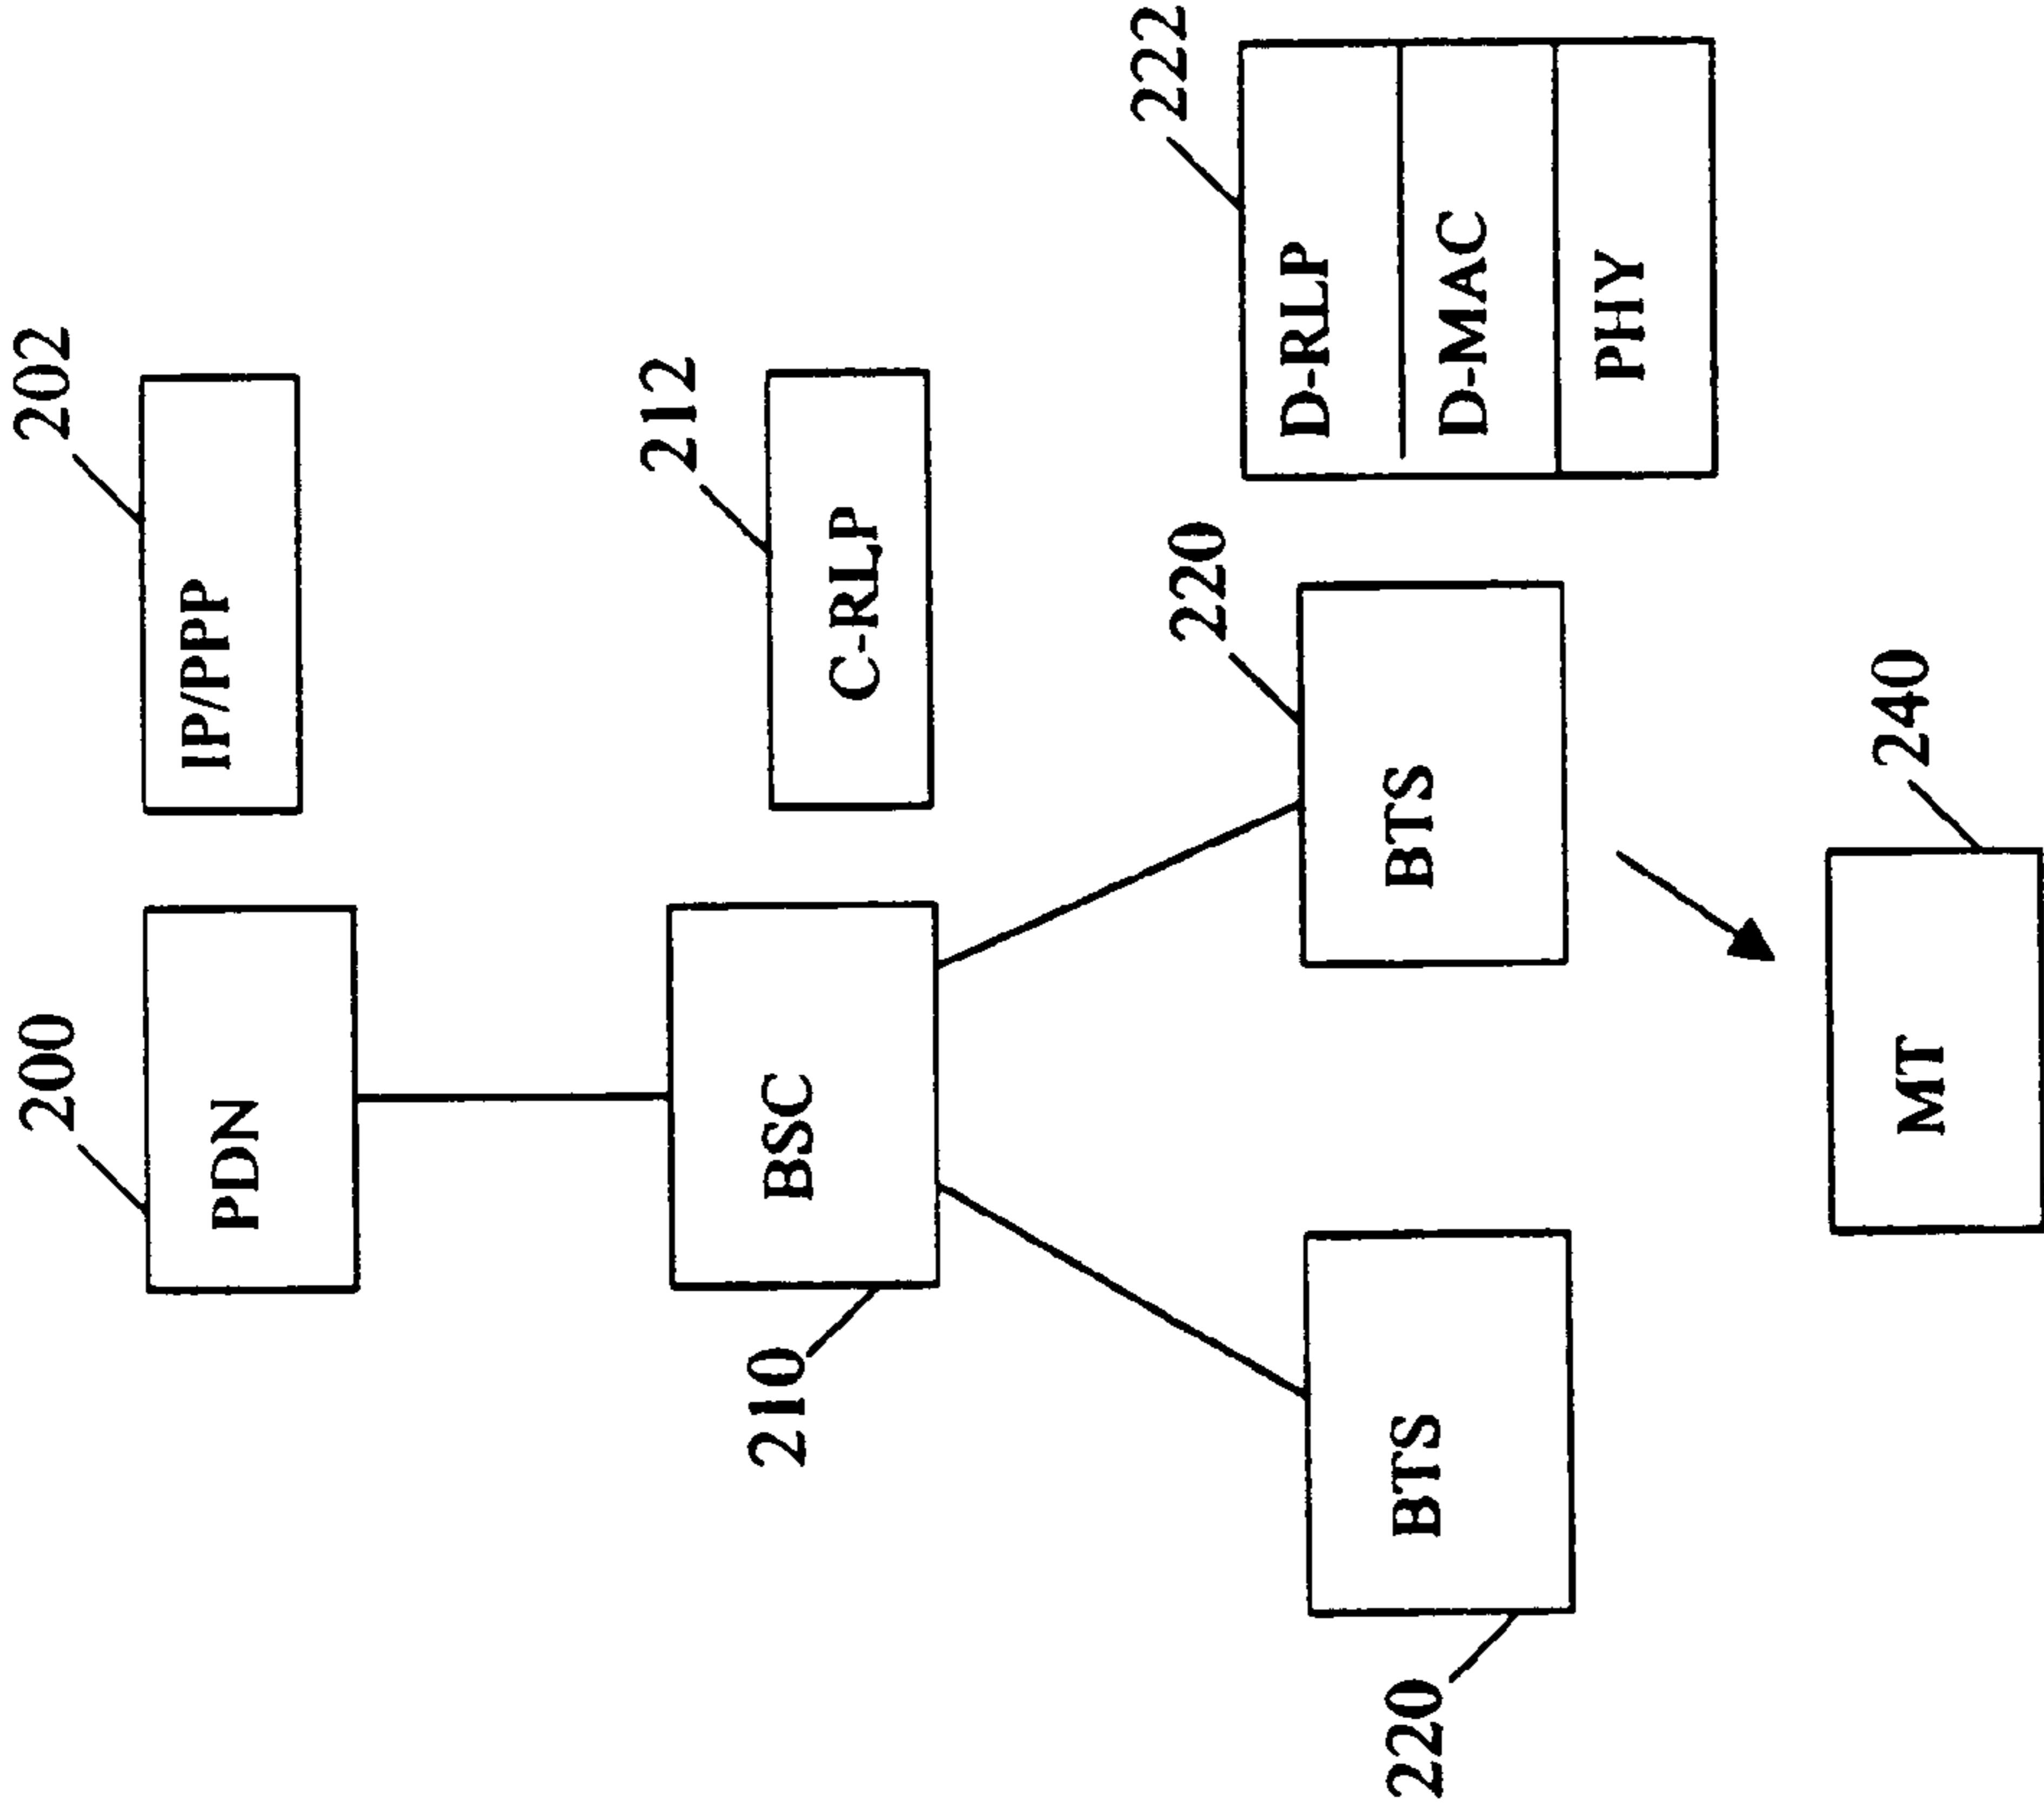 200
202
PDN
IP/PPP
210
BSC
212
C-RLP
220
BTS
220
BTS
222
D-RLP
D-MAC
PHY
240
MT